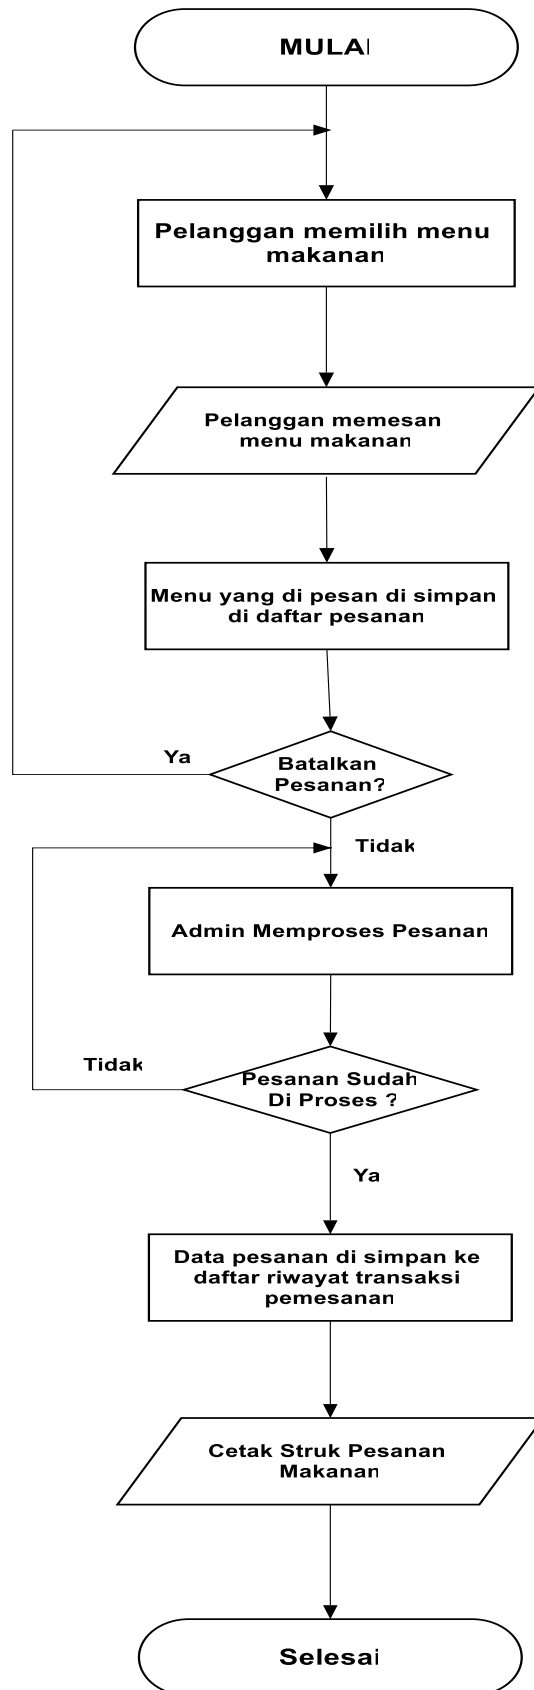 MULAI
Pelanggan memilih menu
makanan
Pelanggan memesan
menu makanan
Menu yang di pesan di simpan
di daftar pesanan
Ya
Batalkan
Pesanan?
Tidak
Admin Memproses Pesanan
Tidak
Pesanan Sudah
Di Proses ?
Ya
Data pesanan di simpan ke
daftar riwayat transaksi
pemesanan
Cetak Struk Pesanan
Makanan
Selesai